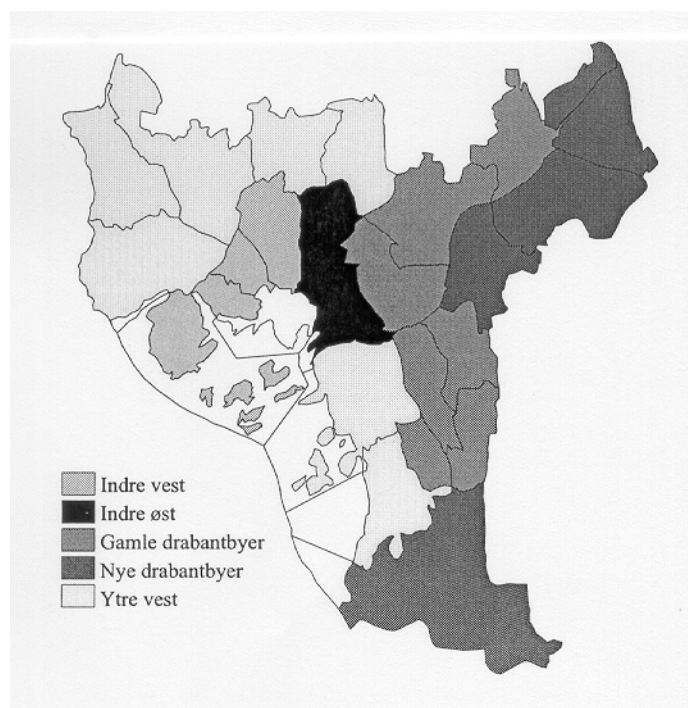 Indre vest
Indre øst
Gamle drabantbyer
Nye drabantbyer
Ytre vest